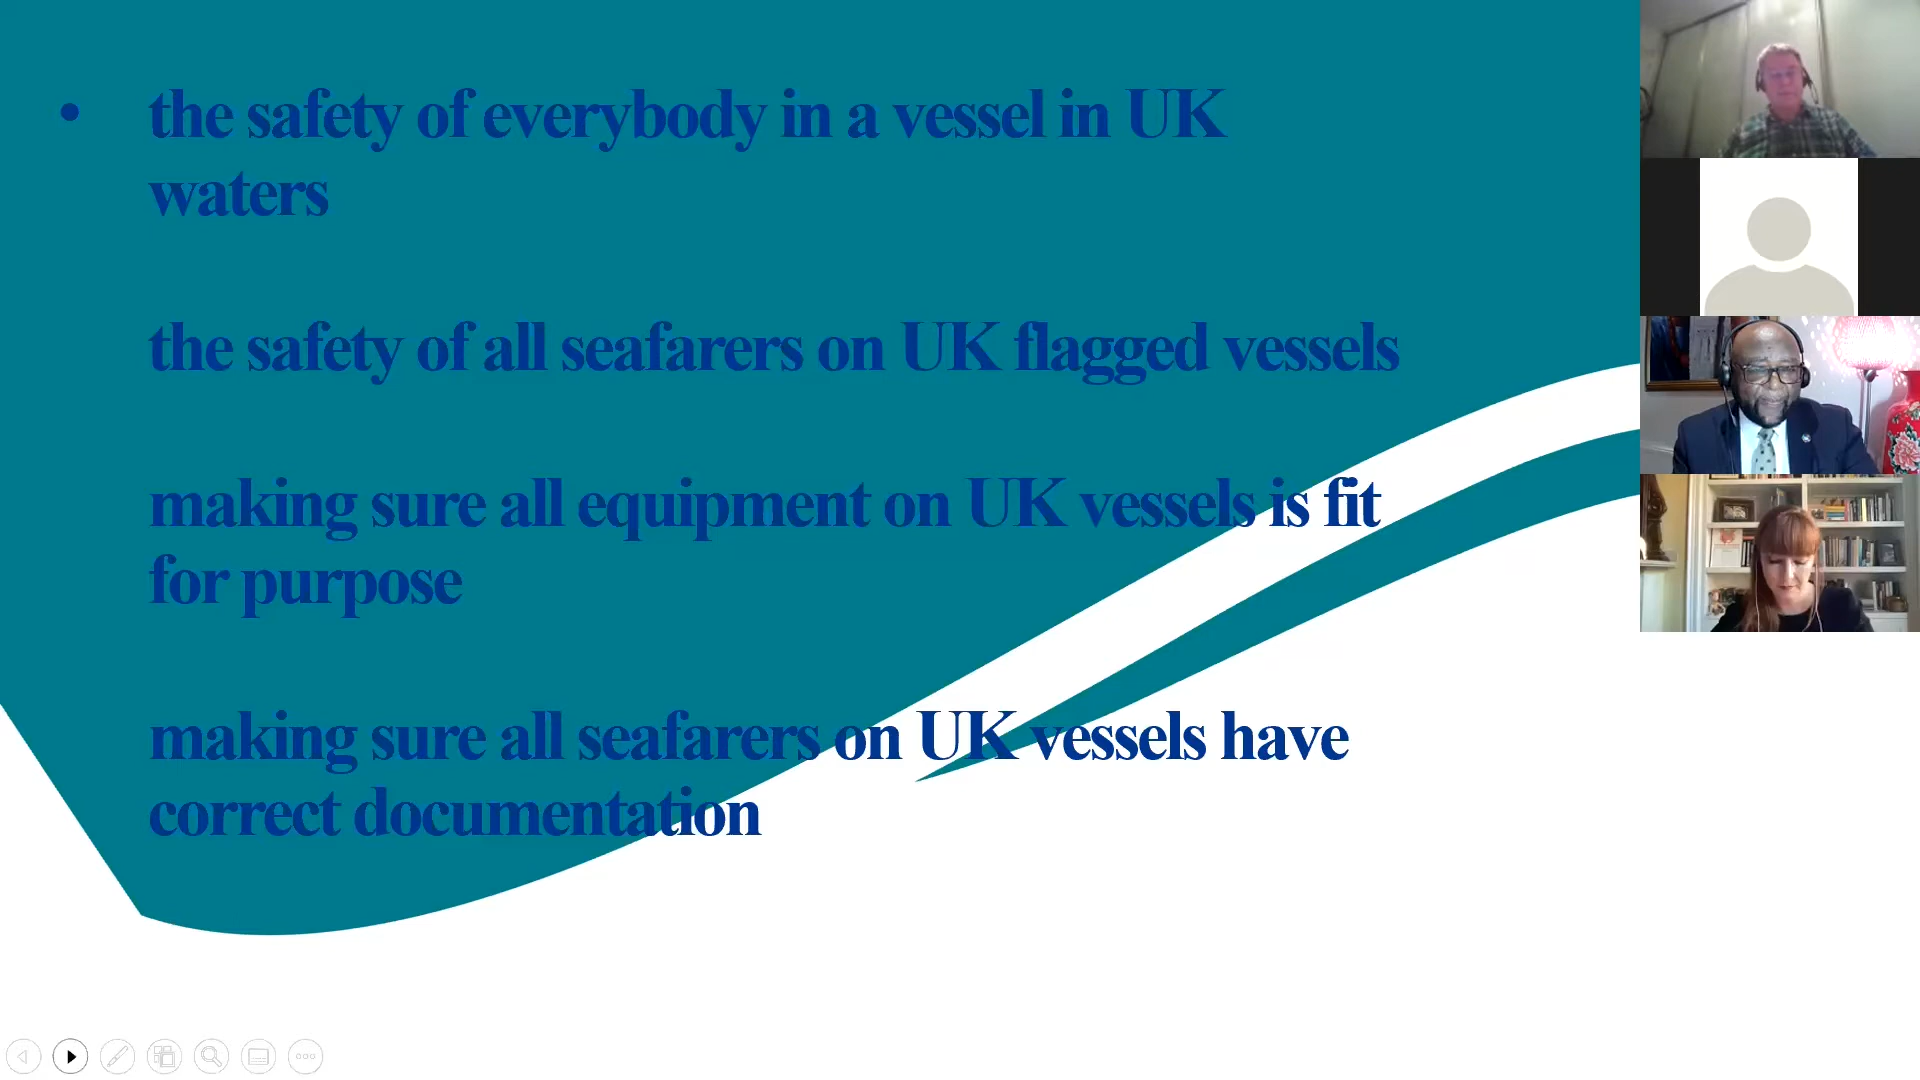 • the safety of everybody in a vessel in UK
waters
the safety of all seafarers on UK flagged vessels
making sure all equipment on UK vessels is fit
for purpose
making sure all seafarers on UK vessels have
correct documentation